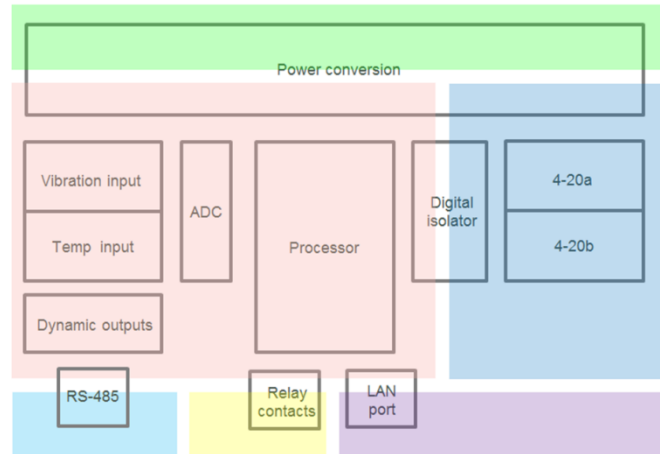 Power conversion
Vibration input
ADC
Temp input
Processor
Digital
isolator
4-20a
4-20b
Dynamic outputs
RS-485
Relay
contacts
LAN
port